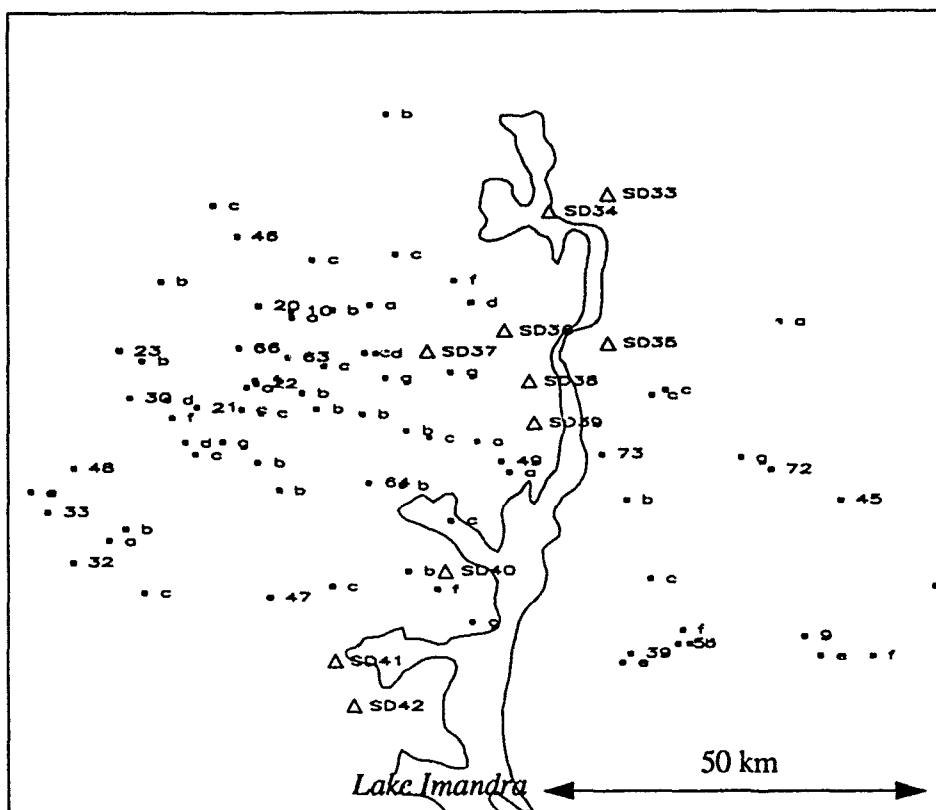 b
c
SD33
SD34
46
c
c
b
f
20
10
b
a
d
a
SD36
SD35
23
b
66
63
c
cd
SD37
g
g
SD38
c
22
b
30
d
f
21
c
b
b
b
c
a
SD39
d
g
c
b
49
a
73
g
72
48
b
64
b
b
45
33
b
a
c
32
c
47
c
b
SD40
f
c
f
39
g
f
SD41
SD42
50 km
Lake Imandra